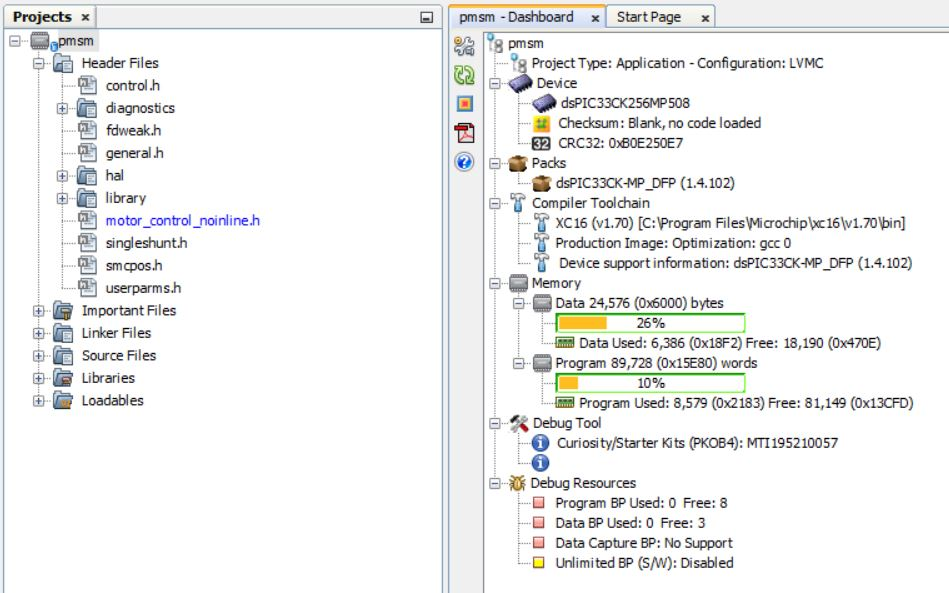 Projects
pmsm
Header Files
control.h
diagnostics
fdweak.h
general.h
hal
library
motor_control_noinline.h
singleshunt.h
smcpos.h
userparms.h
Important Files
Linker Files
Source Files
Libraries
Loadables
pmsm - Dashboard
Start Page
pmsm
Project Type: Application - Configuration: LVMC
Device
dsPIC33CK256MP508
Checksum: Blank, no code loaded
32 CRC32: 0xB0E250E7
Packs
dsPIC33CK-MP_DFP (1.4.102)
Compiler Toolchain
XC16 (v1.70) [C:\Program Files\Microchip\xc16\v1.70\bin]
Production Image: Optimization: gcc 0
Device support information: dsPIC33CK-MP_DFP (1.4.102)
Memory
Data 24,576 (0x6000) bytes
26%
Data Used: 6,386 (0x18F2) Free: 18,190 (0x470E)
Program 89,728 (0x15E80) words
10%
Program Used: 8,579 (0x2183) Free: 81,149 (0x13CFD)
Debug Tool
Curiosity/Starter Kits (PKOB4): MTI195210057
Debug Resources
Program BP Used: 0 Free: 8
Data BP Used: 0 Free: 3
Data Capture BP: No Support
Unlimited BP (S/W): Disabled